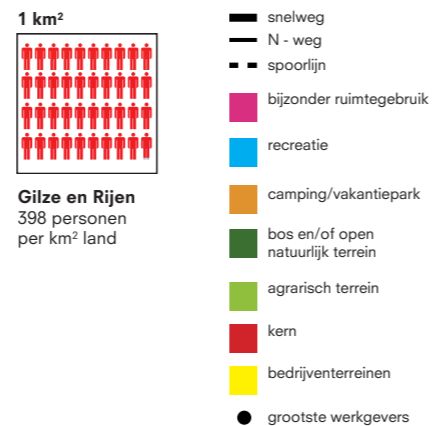 1 km²
Gilze en Rijen
398 personen
per km² land
snelweg
N - weg
spoorlijn
bijzonder ruimtegebruik
recreatie
camping/vakantiepark
bos en/of open
natuurlijk terrein
agrarisch terrein
kern
bedrijventerreinen
grootste werkgevers